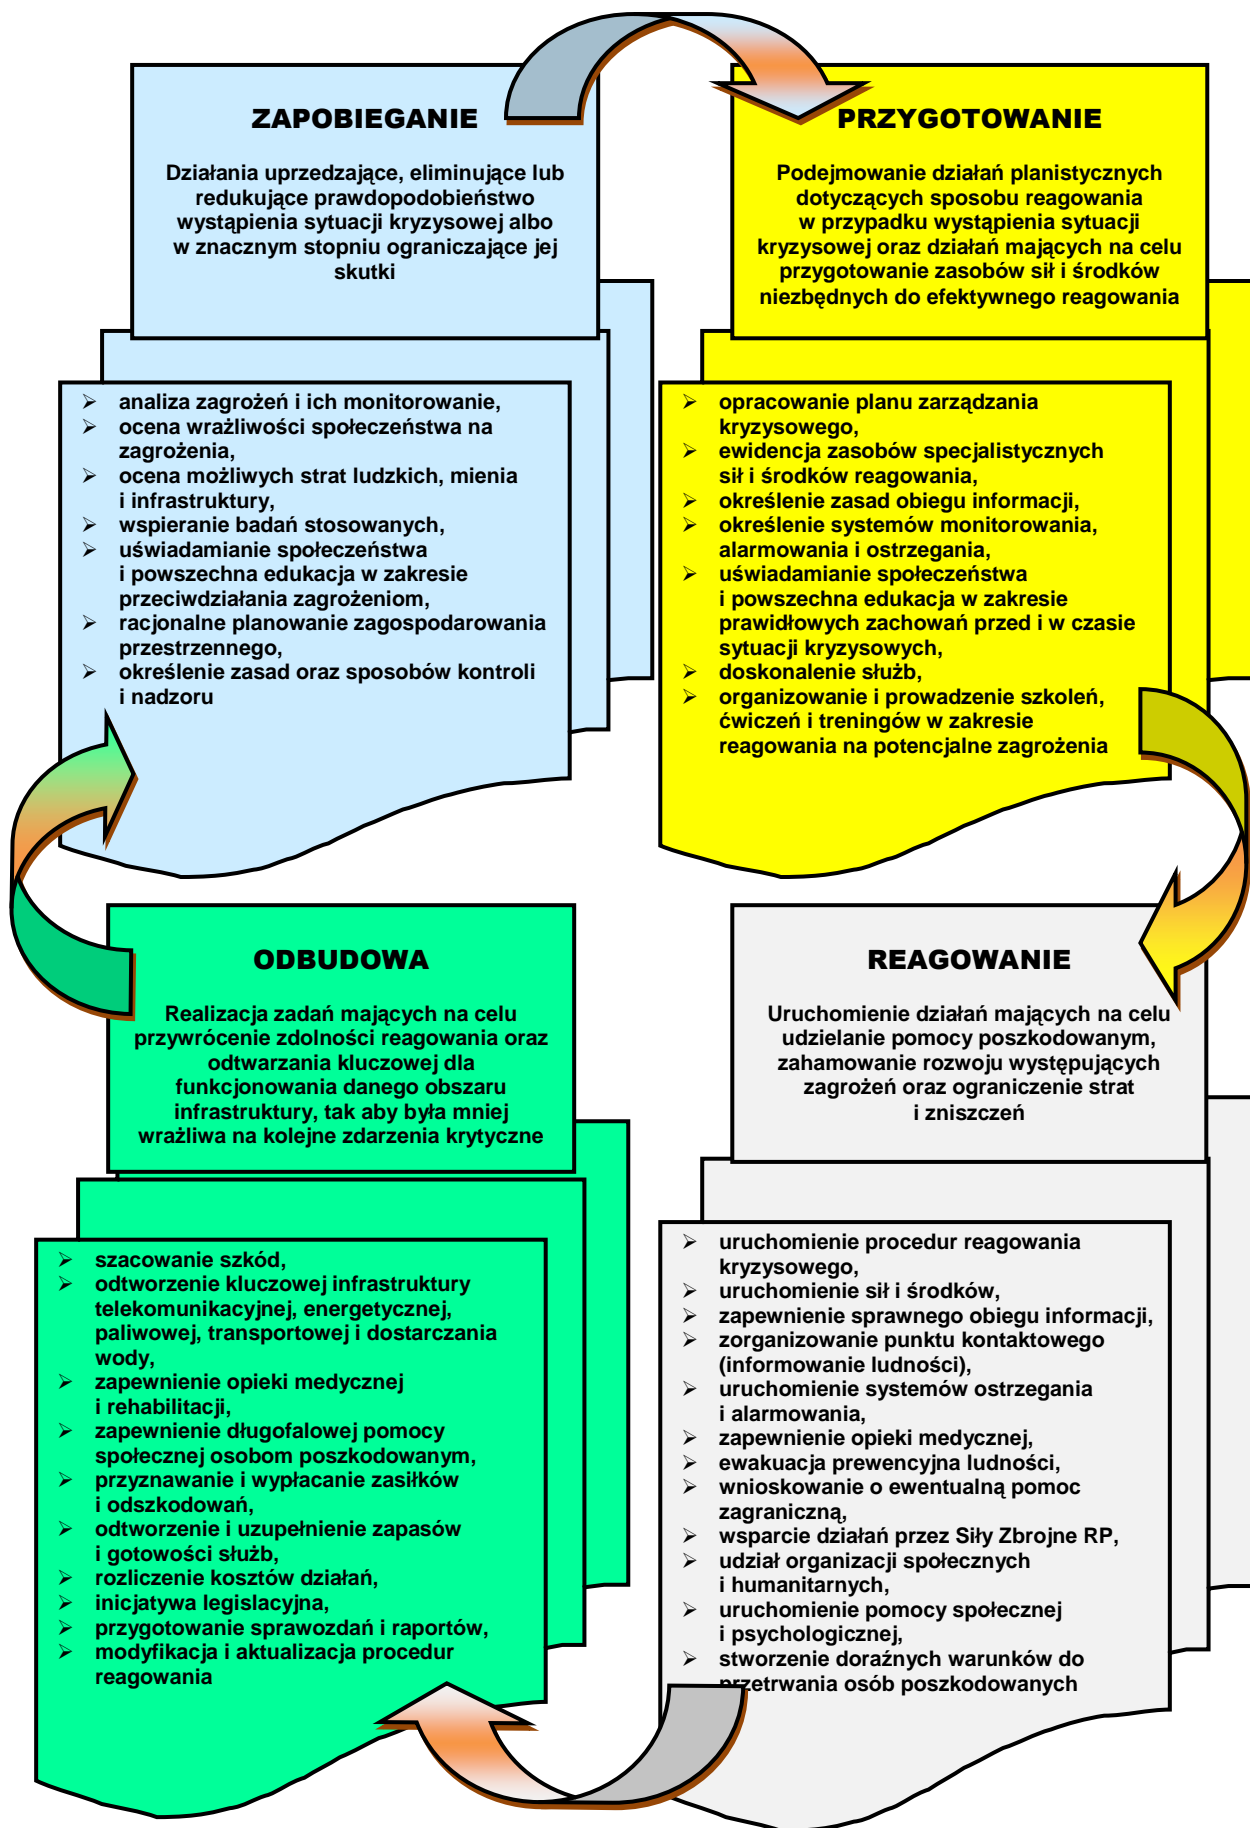 ZAPOBIEGANIE
Działania uprzedzające, eliminujące lub
redukujące prawdopodobieństwo
wystąpienia sytuacji kryzysowej albo
w znacznym stopniu ograniczające jej
skutki
➢ analiza zagrożeń i ich monitorowanie,
➢ ocena wrażliwości społeczeństwa na
zagrożenia,
➢ ocena możliwych strat ludzkich, mienia
i infrastruktury,
➢ wspieranie badań stosowanych,
➢ uświadamianie społeczeństwa
i powszechna edukacja w zakresie
przeciwdziałania zagrożeniom,
➢ racjonalne planowanie zagospodarowania
przestrzennego,
➢ określenie zasad oraz sposobów kontroli
i nadzoru
PRZYGOTOWANIE
Podejmowanie działań planistycznych
dotyczących sposobu reagowania
w przypadku wystąpienia sytuacji
kryzysowej oraz działań mających na celu
przygotowanie zasobów sił i środków
niezbędnych do efektywnego reagowania
➢ opracowanie planu zarządzania
kryzysowego,
➢ ewidencja zasobów specjalistycznych
sił i środków reagowania,
➢ określenie zasad obiegu informacji,
➢ określenie systemów monitorowania,
alarmowania i ostrzegania,
➢ uświadamianie społeczeństwa
i powszechna edukacja w zakresie
prawidłowych zachowań przed i w czasie
sytuacji kryzysowych,
➢ doskonalenie służb,
➢ organizowanie i prowadzenie szkoleń,
ćwiczeń i treningów w zakresie
reagowania na potencjalne zagrożenia
ODBUDOWA
Realizacja zadań mających na celu
przywrócenie zdolności reagowania oraz
odtwarzania kluczowej dla
funkcjonowania danego obszaru
infrastruktury, tak aby była mniej
wrażliwa na kolejne zdarzenia krytyczne
➢ szacowanie szkód,
➢ odtworzenie kluczowej infrastruktury
telekomunikacyjnej, energetycznej,
paliwowej, transportowej i dostarczania
wody,
➢ zapewnienie opieki medycznej
i rehabilitacji,
➢ zapewnienie długofalowej pomocy
społecznej osobom poszkodowanym,
➢ przyznawanie i wypłacanie zasiłków
i odszkodowań,
➢ odtworzenie i uzupełnienie zapasów
i gotowości służb,
➢ rozliczenie kosztów działań,
➢ inicjatywa legislacyjna,
➢ przygotowanie sprawozdań i raportów,
➢ modyfikacja i aktualizacja procedur
reagowania
REAGOWANIE
Uruchomienie działań mających na celu
udzielanie pomocy poszkodowanym,
zahamowanie rozwoju występujących
zagrożeń oraz ograniczenie strat
i zniszczeń
➢ uruchomienie procedur reagowania
kryzysowego,
➢ uruchomienie sił i środków,
➢ zapewnienie sprawnego obiegu informacji,
➢ zorganizowanie punktu kontaktowego
(informowanie ludności),
➢ uruchomienie systemów ostrzegania
i alarmowania,
➢ zapewnienie opieki medycznej,
➢ ewakuacja prewencyjna ludności,
➢ wnioskowanie o ewentualną pomoc
zagraniczną,
➢ wsparcie działań przez Siły Zbrojne RP,
➢ udział organizacji społecznych
i humanitarnych,
➢ uruchomienie pomocy społecznej
i psychologicznej,
➢ stworzenie doraźnych warunków do
przetrwania osób poszkodowanych